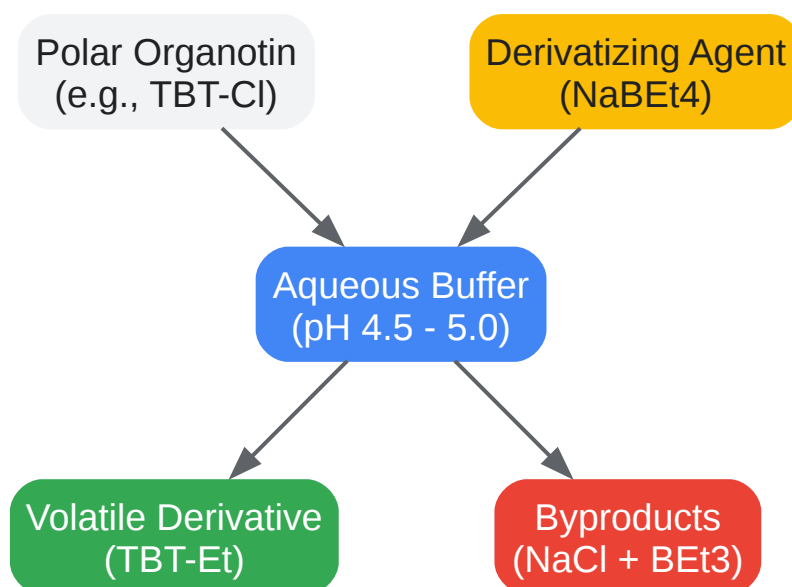 Polar Organotin
(e.g., TBT-Cl)
Derivatizing Agent
(NaBEt4)
Aqueous Buffer
(pH 4.5 - 5.0)
Volatile Derivative
(TBT-Et)
Byproducts
(NaCl + BEt3)